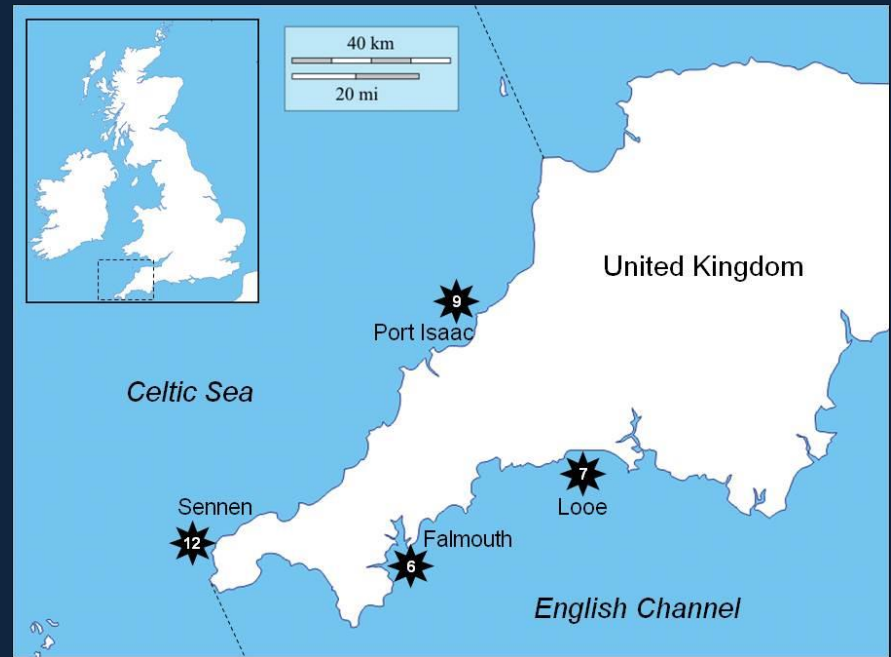 40 km
20 mi
United Kingdom
9
Port Isaac
Celtic Sea
7
Looe
Sennen
12
Falmouth
6
English Channel